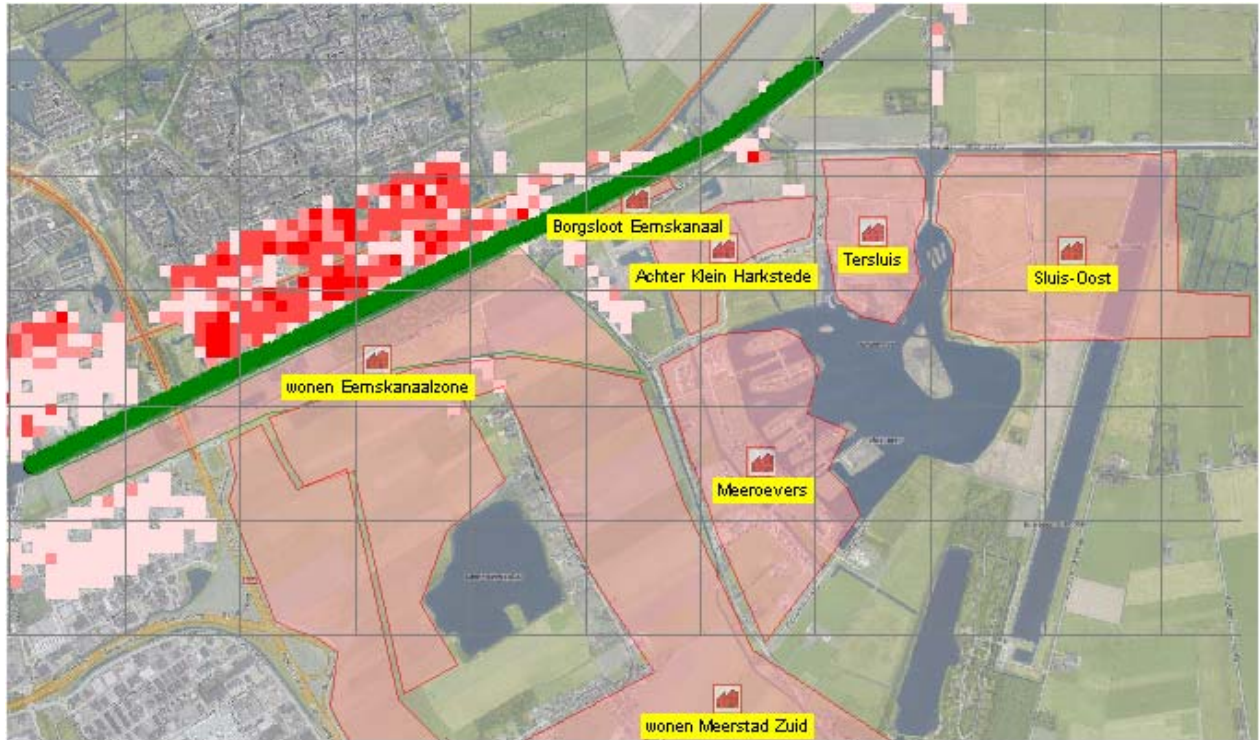 Borgsloot Eemskanaal
Achter Klein Harkstede
Tersluis
Sluis-Oost
wonen Eemskanaalzone
Meeroevers
wonen Meerstad Zuid